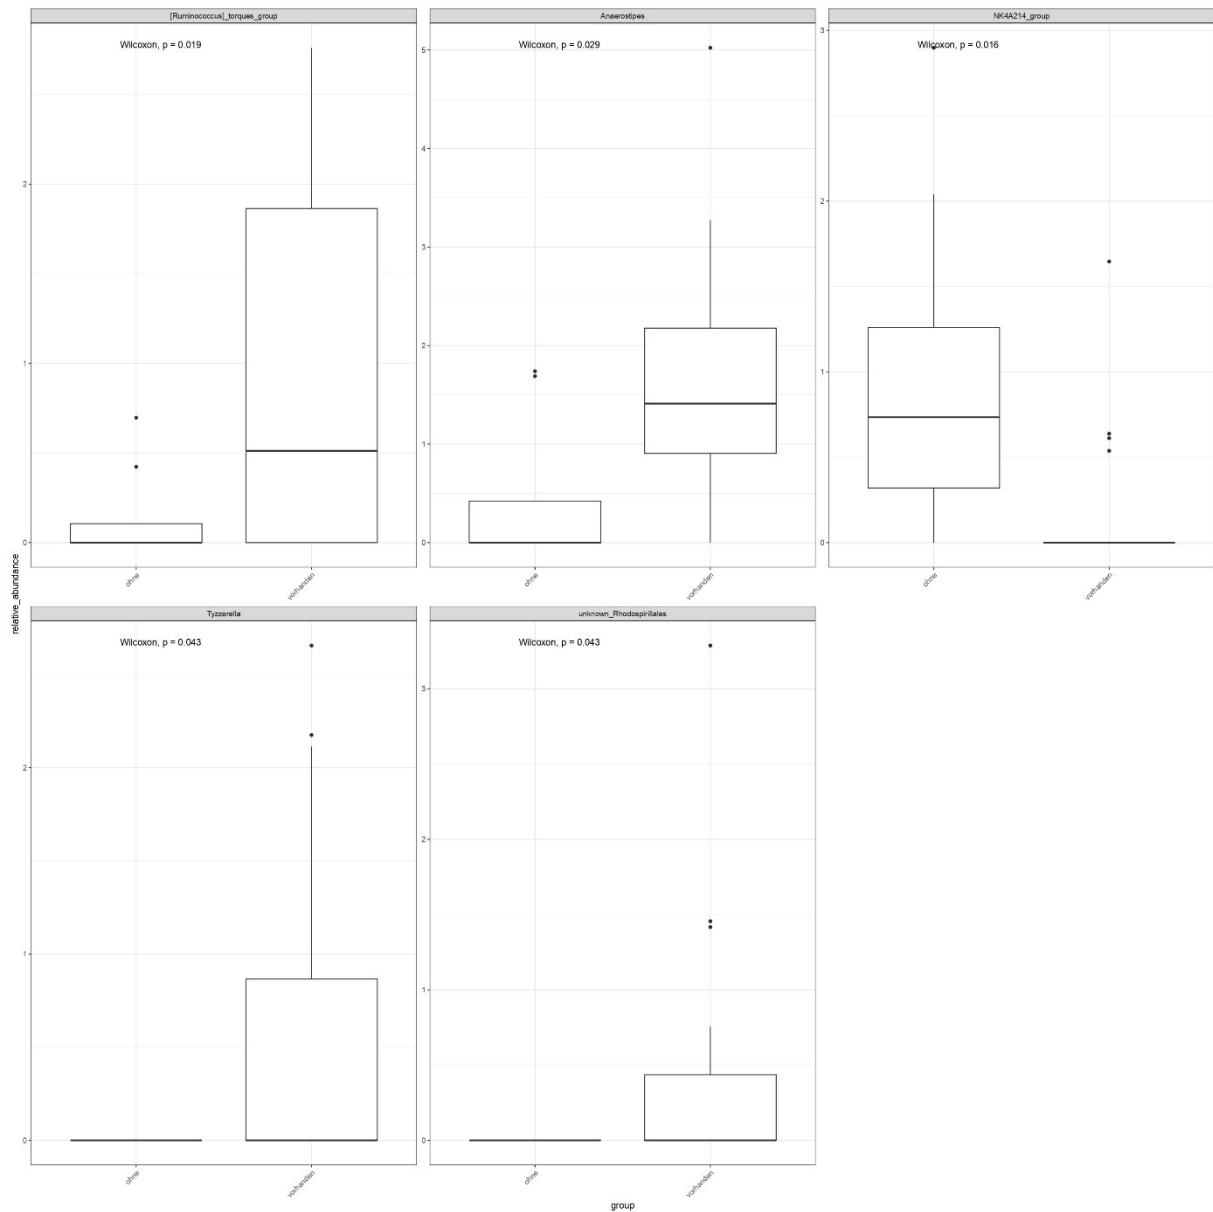 [Ruminococcus]_torques_group
Anaerostipes
NK4A214_group
Wilcoxon, p = 0.019
Wilcoxon, p = 0.029
Wilcoxon, p = 0.016
2
1
0
5
4
3
2
1
0
3
2
1
0
ohne
vorhanden
ohne
vorhanden
ohne
vorhanden
relative_abundance
Tyzzerella
unknown_Rhodospirillales
Wilcoxon, p = 0.043
Wilcoxon, p = 0.043
2
1
0
3
2
1
0
ohne
vorhanden
ohne
vorhanden
group